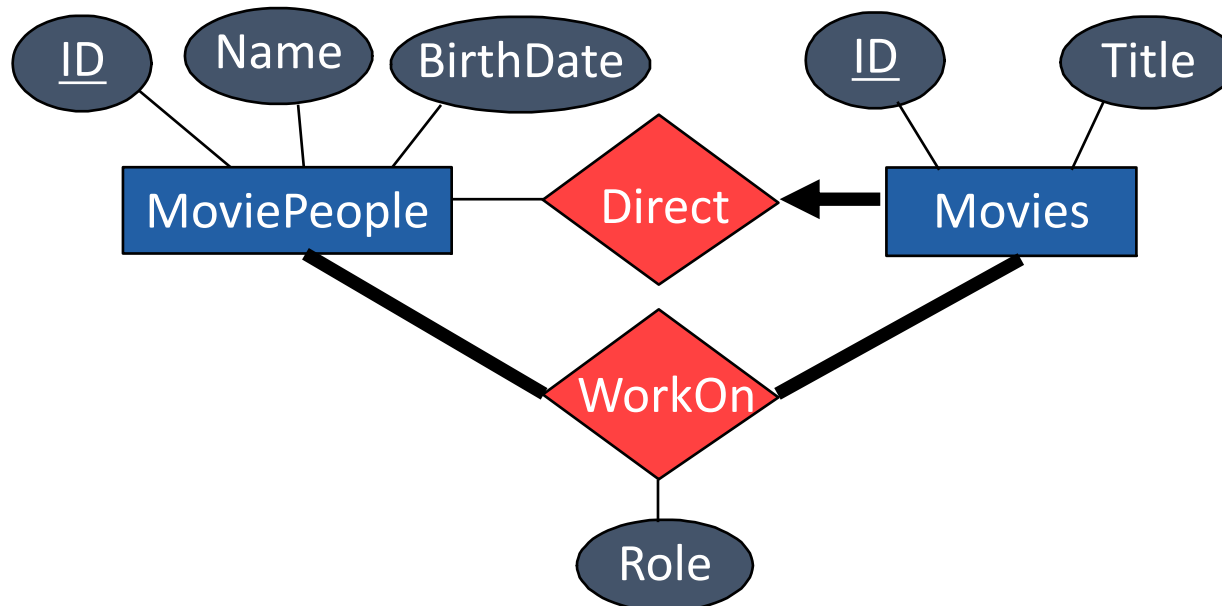 ID
Name
BirthDate
ID
Title
MoviePeople
Direct
Movies
WorkOn
Role